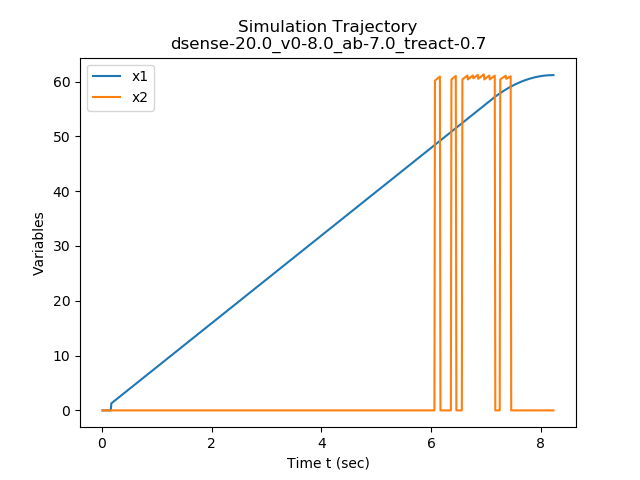 Simulation Trajectory
dsense-20.0_v0-8.0_ab-7.0_treact-0.7
x1
x2
Variables
60
50
40
30
20
10
0
0 2 4 6 8
Time t (sec)